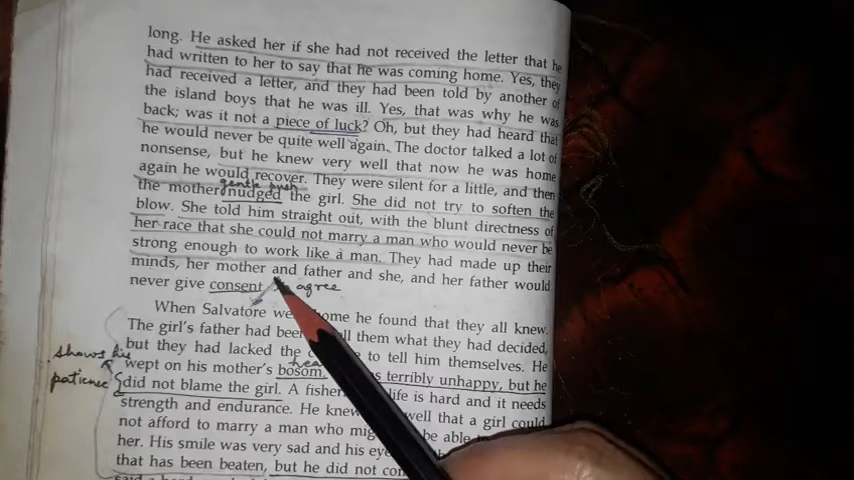 long. He asked her if she had not received the letter that he
had written to her to say that he was coming home. Yes, they
had received a letter, and they had been told by another of
the island boys that he was ill. Yes, that was why he was
back; was it not a piece of luck? Oh, but they had heard that
he would never be quite well again. The doctor talked a lot of
nonsense, but he knew very well that now he was home
again he would recover. They were silent for a little, and then
gentle push
the mother nudged the girl. She did not try to soften the
blow. She told him straight out, with the blunt directness of
her race that she could not marry a man who would never be
strong enough to work like a man. They had made up their
minds, her mother and father and she, and her father would
never give consent agree
When Salvatore we home he found that they all knew.
The girl's father had bee ll them what they had decided,
but they had lacked the to tell him themselves. He
shows his
wept on his mother's bosom. s terribly unhappy, but he
patience
did not blame the girl. A fisher life is hard and it needs
strength and endurance. He knew well that a girl could
not afford to marry a man who mig be able
her. His smile was very sad and his eye
that has been beaten, but he did not con